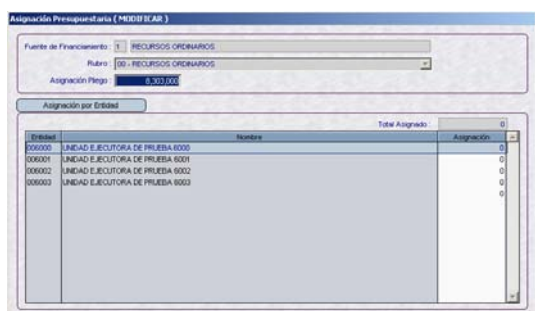 Asignación Presupuestaria ( MODIFICAR )
Fuente de Financiamiento : 1 RECURSOS ORDINARIOS
Rubro : 00 - RECURSOS ORDINARIOS
Asignación Pliego : 8,303,000
Asignación por Entidad
Total Asignado : 0
Entidad Nombre Asignación
006000 UNIDAD EJECUTORA DE PRUEBA 6000 0
006001 UNIDAD EJECUTORA DE PRUEBA 6001 0
006002 UNIDAD EJECUTORA DE PRUEBA 6002 0
006003 UNIDAD EJECUTORA DE PRUEBA 6003 0
0